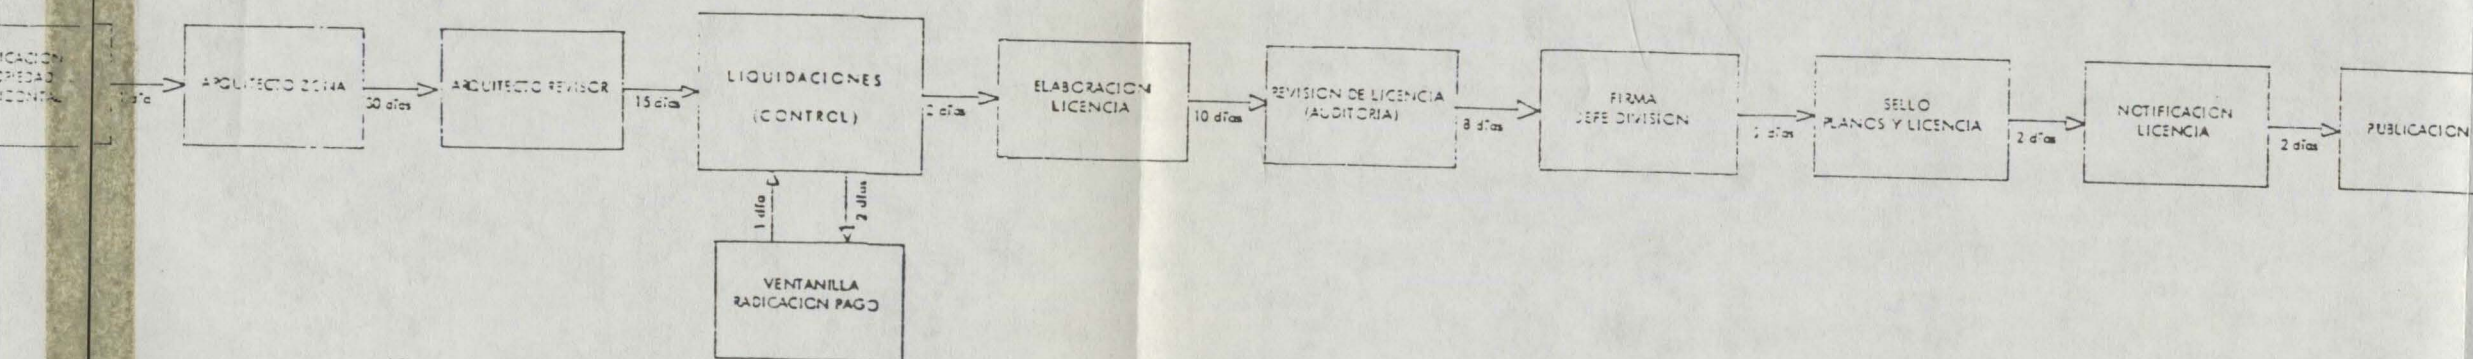 ARQUITECTO ZONA
ARQUITECTO REVISOR
15 días
LIQUIDACIONES
(CONTROL)
2 días
ELABORACION
LICENCIA
10 días
REVISION DE LICENCIA
(AUDITORIA)
8 días
FIRMA
JEFE DIVISION
días
SELLO
PLANOS Y LICENCIA
2 días
NOTIFICACION
LICENCIA
2 días
PUBLICACION
1 día
2 días
VENTANILLA
RADICACION PAGO